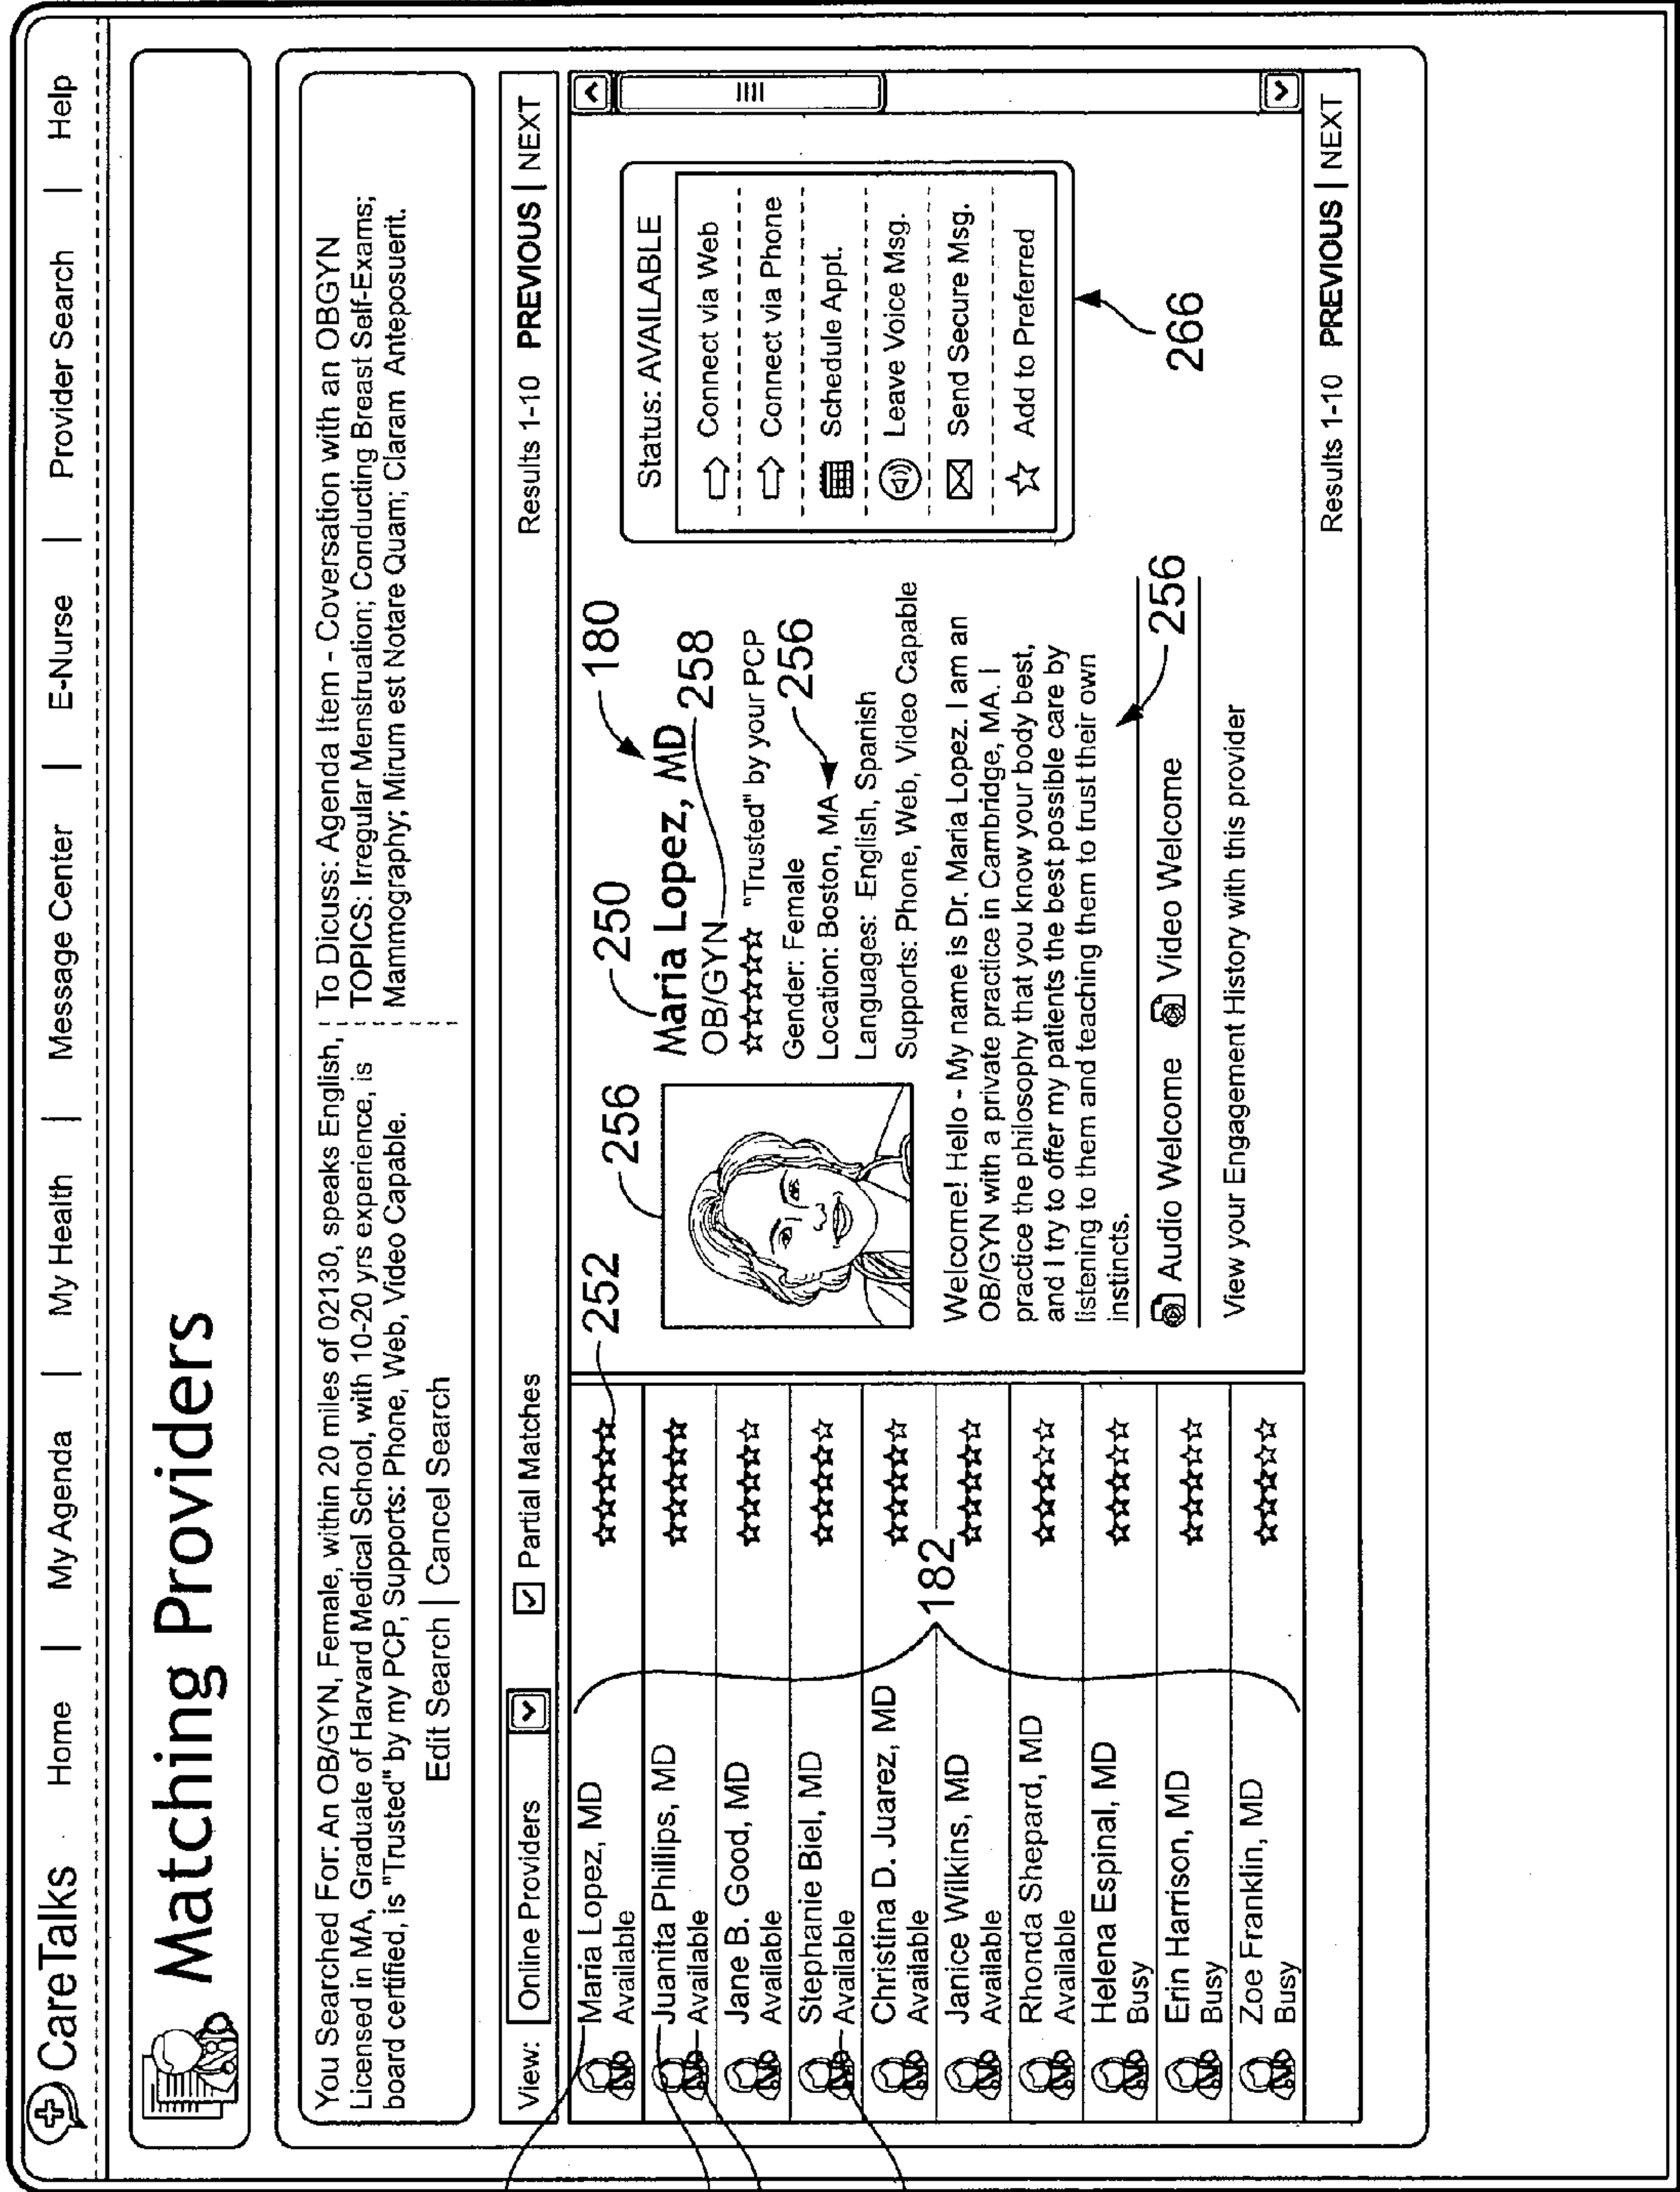 CareTalks
Home | My Agenda | My Health | Message Center | E-Nurse | Provider Search | Help
Matching Providers
You Searched For: An OB/GYN, Female, within 20 miles of 02130, speaks English,
Licensed in MA, Graduate of Harvard Medical School, with 10-20 yrs experience, is
board certified, is "Trusted" by my PCP, Supports: Phone, Web, Video Capable.
Edit Search | Cancel Search
To Dicuss: Agenda Item - Coversation with an OBGYN
TOPICS: Irregular Menstruation; Conducting Breast Self-Exams;
Mammography; Mirum est Notare Quam; Claram Anteposuerit.
View: Online Providers
Partial Matches
Results 1-10 PREVIOUS | NEXT
Maria Lopez, MD
Available
Juanita Phillips, MD
Available
Jane B. Good, MD
Available
Stephanie Biel, MD
Available
Christina D. Juarez, MD
Available
Janice Wilkins, MD
Available
Rhonda Shepard, MD
Available
Helena Espinal, MD
Busy
Erin Harrison, MD
Busy
Zoe Franklin, MD
Busy
182
252
256
250
180
Maria Lopez, MD
OB/GYN
258
"Trusted" by your PCP
Gender: Female
256
Location: Boston, MA
Languages: English, Spanish
Supports: Phone, Web, Video Capable
Welcome! Hello - My name is Dr. Maria Lopez. I am an
OB/GYN with a private practice in Cambridge, MA. I
practice the philosophy that you know your body best,
and I try to offer my patients the best possible care by
listening to them and teaching them to trust their own
instincts.
256
Audio Welcome Video Welcome
View your Engagement History with this provider
Status: AVAILABLE
Connect via Web
Connect via Phone
Schedule Appt.
Leave Voice Msg.
Send Secure Msg.
Add to Preferred
266
Results 1-10 PREVIOUS | NEXT